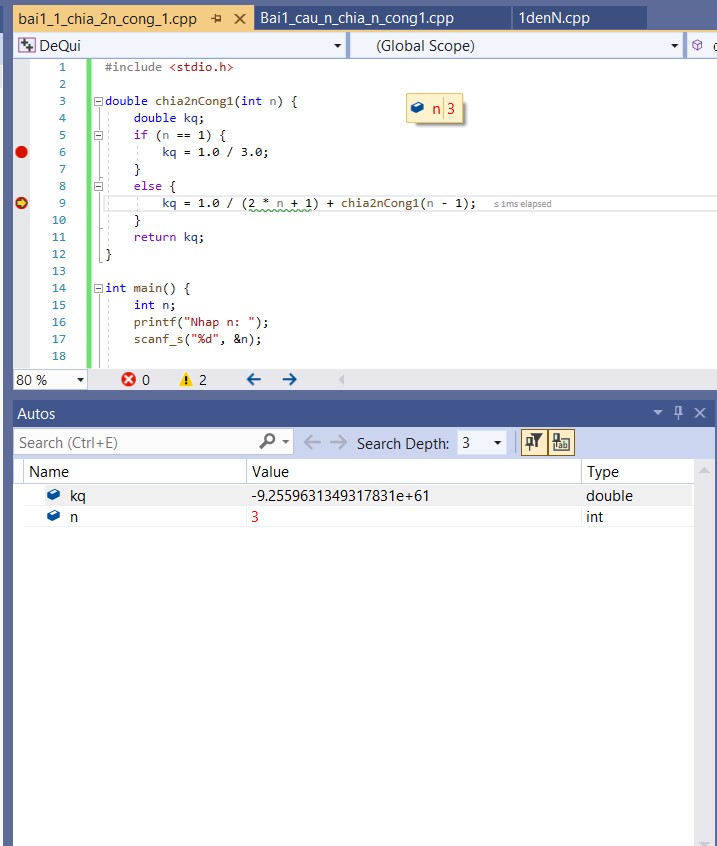 bai1_1_chia_2n_cong_1.cpp Bai1_cau_n_chia_n_cong1.cpp 1denN.cpp
DeQui (Global Scope)
1 #include <stdio.h>
2
3 double chia2nCong1(int n) {
4 double kq;
5 if (n == 1) {
6 kq = 1.0 / 3.0;
7 }
8 else {
9 kq = 1.0 / (2 * n + 1) + chia2nCong1(n - 1); ≤ 1ms elapsed
10 }
11 return kq;
12 }
13
14 int main() {
15 int n;
16 printf("Nhap n: ");
17 scanf_s("%d", &n);
18
n 3
80 % 0 2
Autos
Search (Ctrl+E) Search Depth: 3
Name Value Type
kq -9.2559631349317831e+61 double
n 3 int